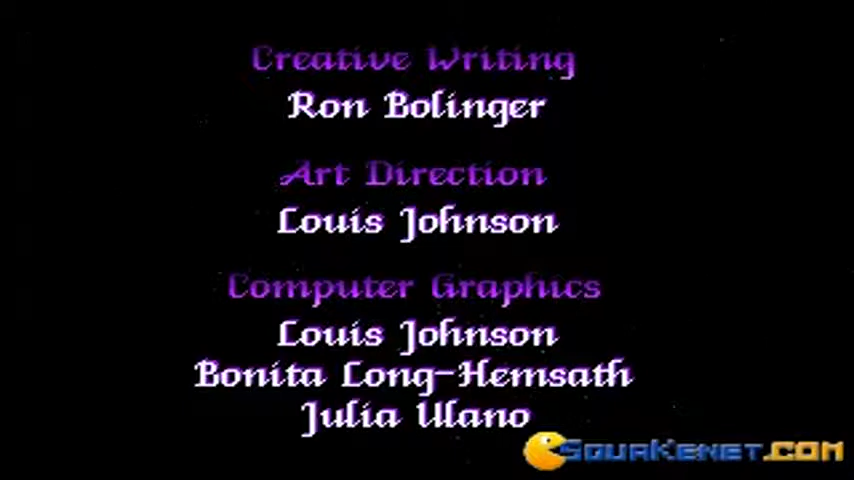 Creative Writing
Ron Bolinger
Art Direction
Louis Johnson
Computer Graphics
Louis Johnson
Bonita Long-Hemsath
Julia Ulano
SquaKenet.com